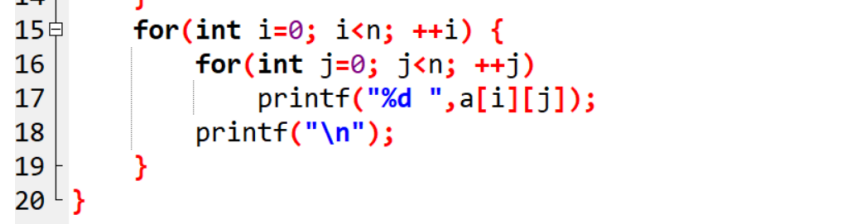 15 for(int i=0; i<n; ++i) {
16 for(int j=0; j<n; ++j)
17 printf("%d ",a[i][j]);
18 printf("\n");
19 }
20 }